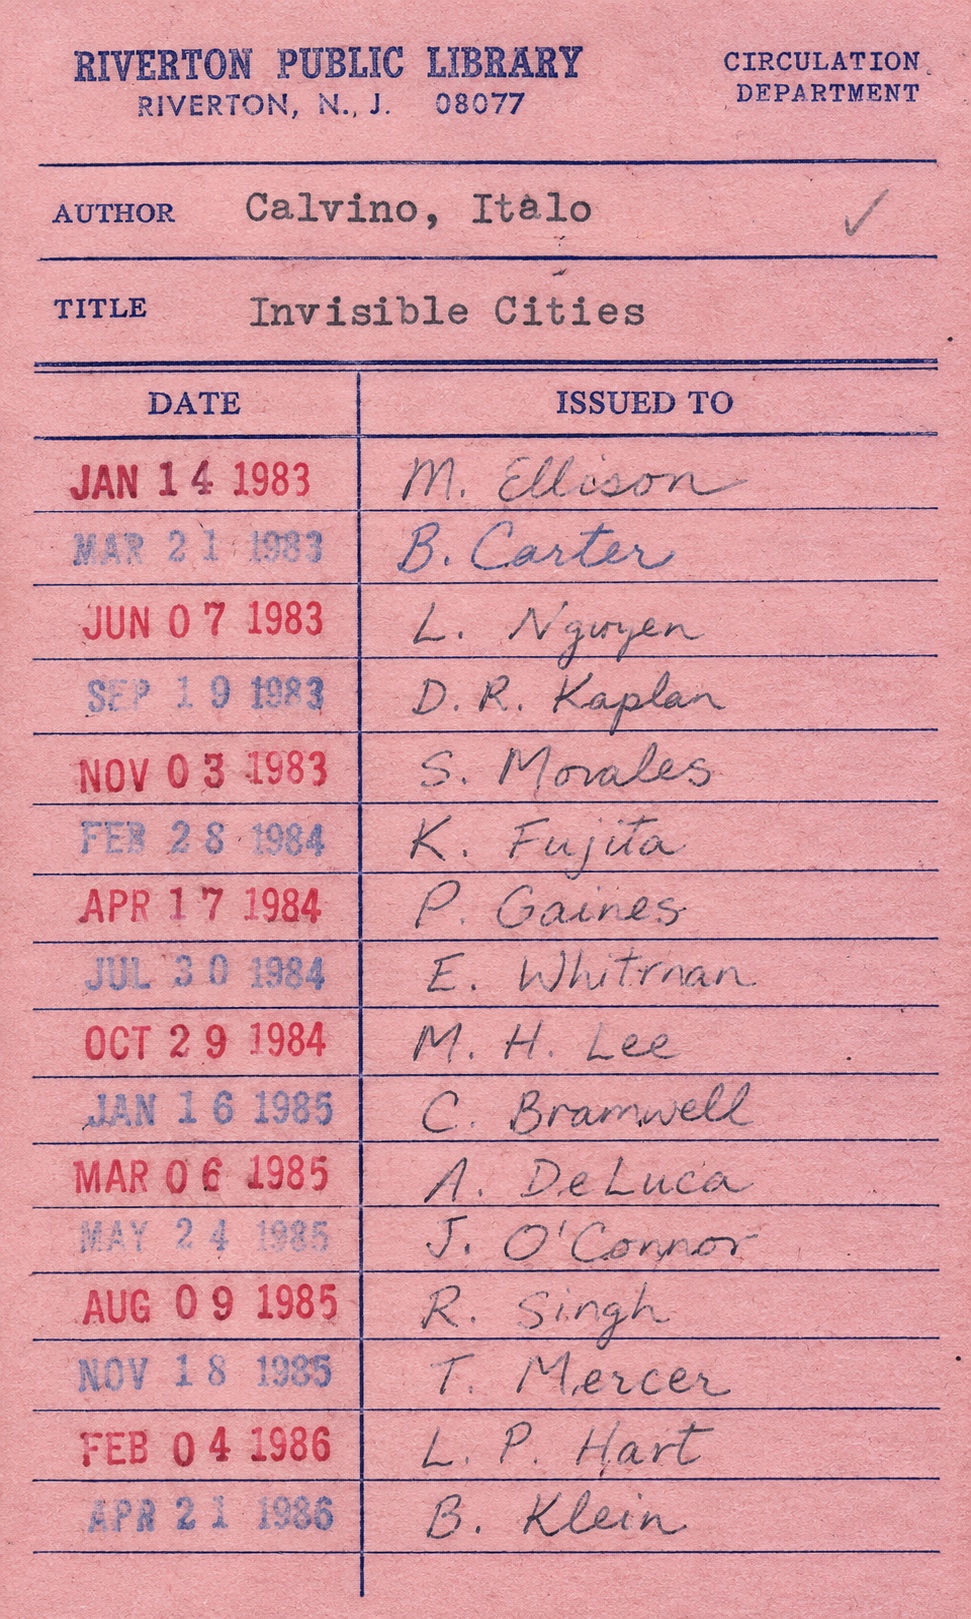 RIVERTON PUBLIC LIBRARY
RIVERTON, N., J. 08077
CIRCULATION
DEPARTMENT
AUTHOR Calvino, Italo ✓
TITLE Invisible Cities
DATE ISSUED TO
JAN 14 1983 M. Ellison
MAR 21 1983 B. Carter
JUN 07 1983 L. Nguyen
SEP 19 1983 D. R. Kaplan
NOV 03 1983 S. Morales
FEB 28 1984 K. Fujita
APR 17 1984 P. Gaines
JUL 30 1984 E. Whitman
OCT 29 1984 M. H. Lee
JAN 16 1985 C. Bramwell
MAR 06 1985 A. DeLuca
MAY 24 1985 J. O'Connor
AUG 09 1985 R. Singh
NOV 18 1985 T. Mercer
FEB 04 1986 L. P. Hart
APR 21 1986 B. Klein